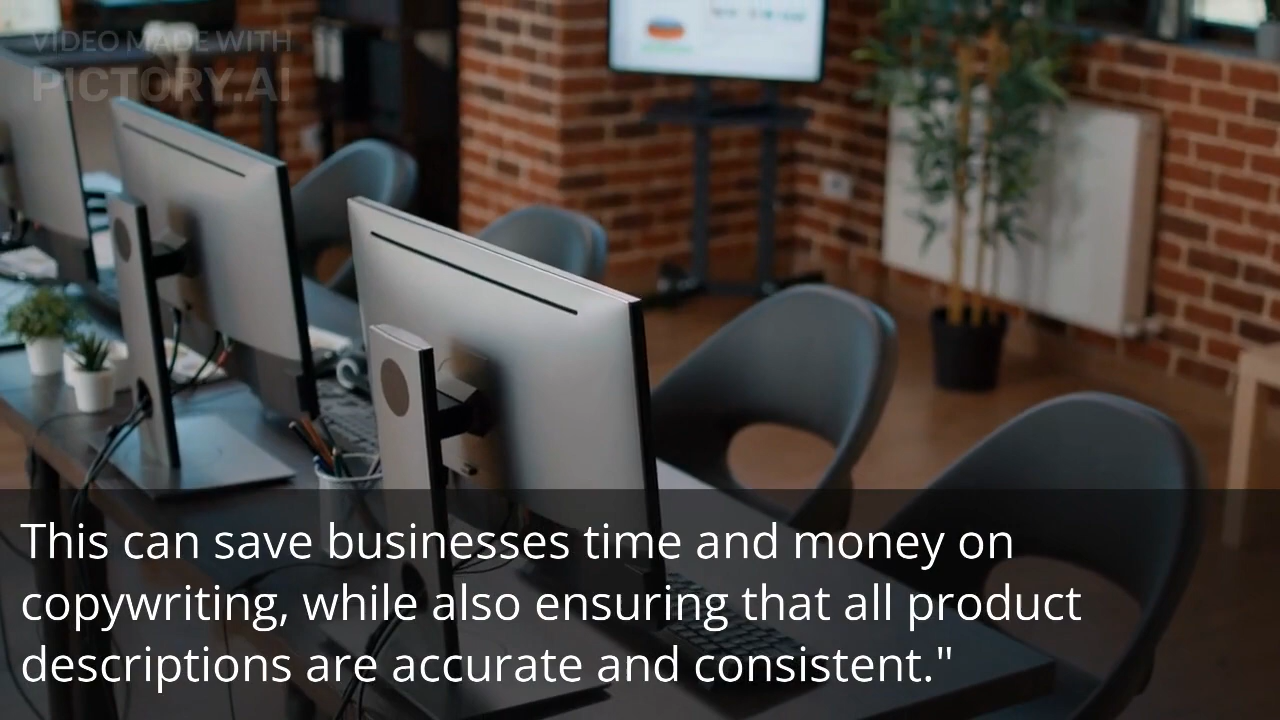 VIDEO MADE WITH
PICTORY.AI
This can save businesses time and money on
copywriting, while also ensuring that all product
descriptions are accurate and consistent."